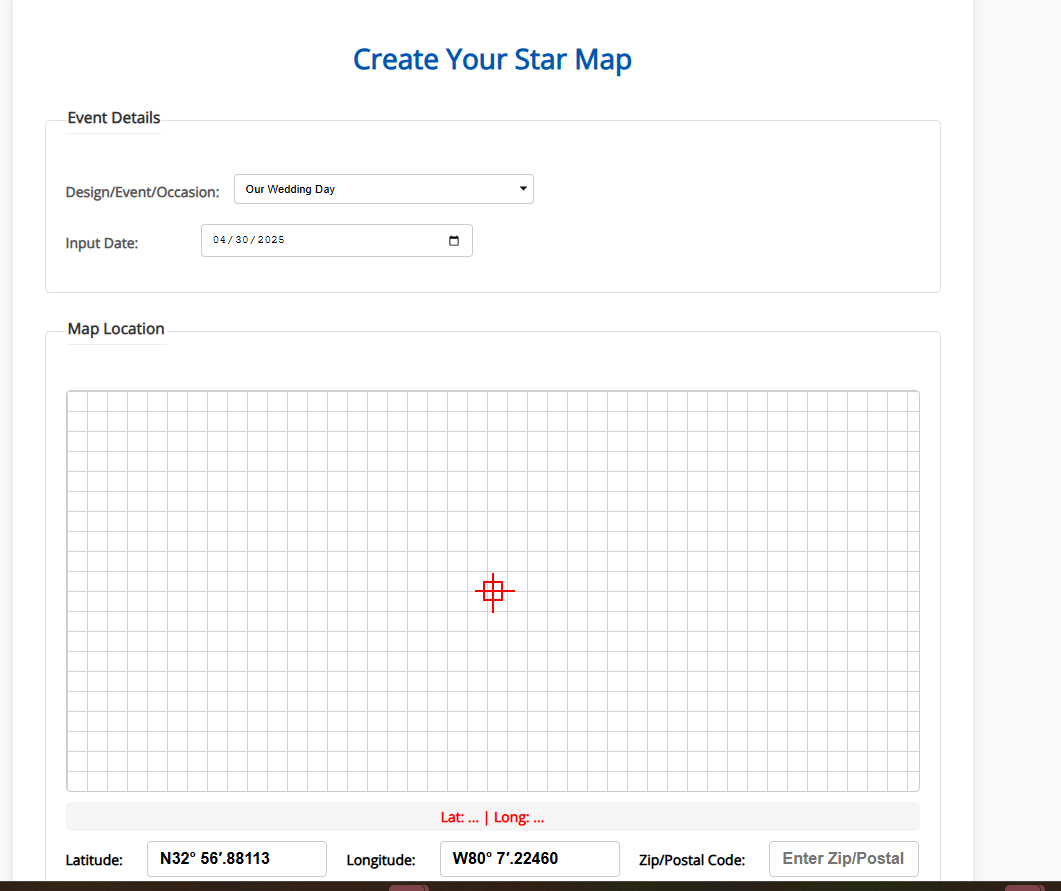 Create Your Star Map
Event Details
Design/Event/Occasion: Our Wedding Day
Input Date: 04/30/2025
Map Location
Lat: ... | Long: ...
Latitude: N32° 56′.88113 Longitude: W80° 7′.22460 Zip/Postal Code: Enter Zip/Postal